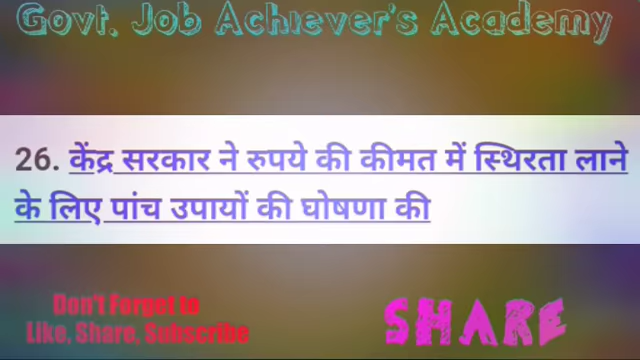 Govt. Job Achiever's Academy
26. केंद्र सरकार ने रुपये की कीमत में स्थिरता लाने
के लिए पांच उपायों की घोषणा की
Don't Forget to
Like, Share, Subscribe
SHARE